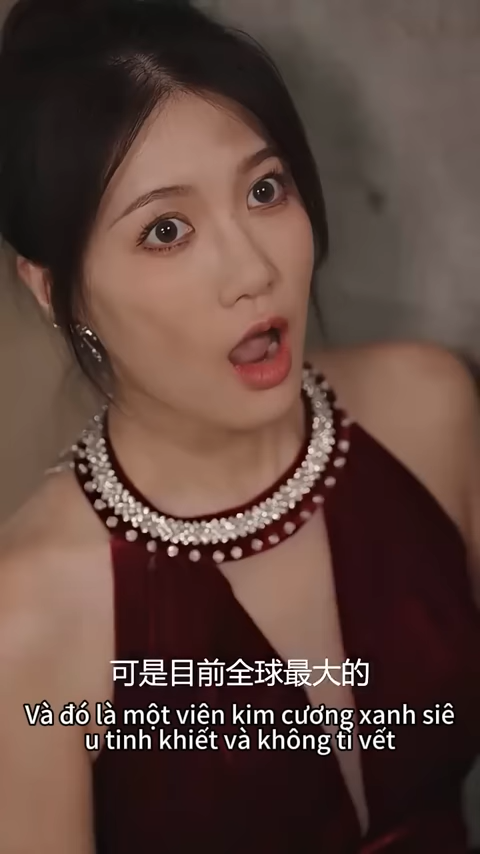 可是目前全球最大的
Và đó là một viên kim cương xanh siê
u tinh khiết và không tì vết